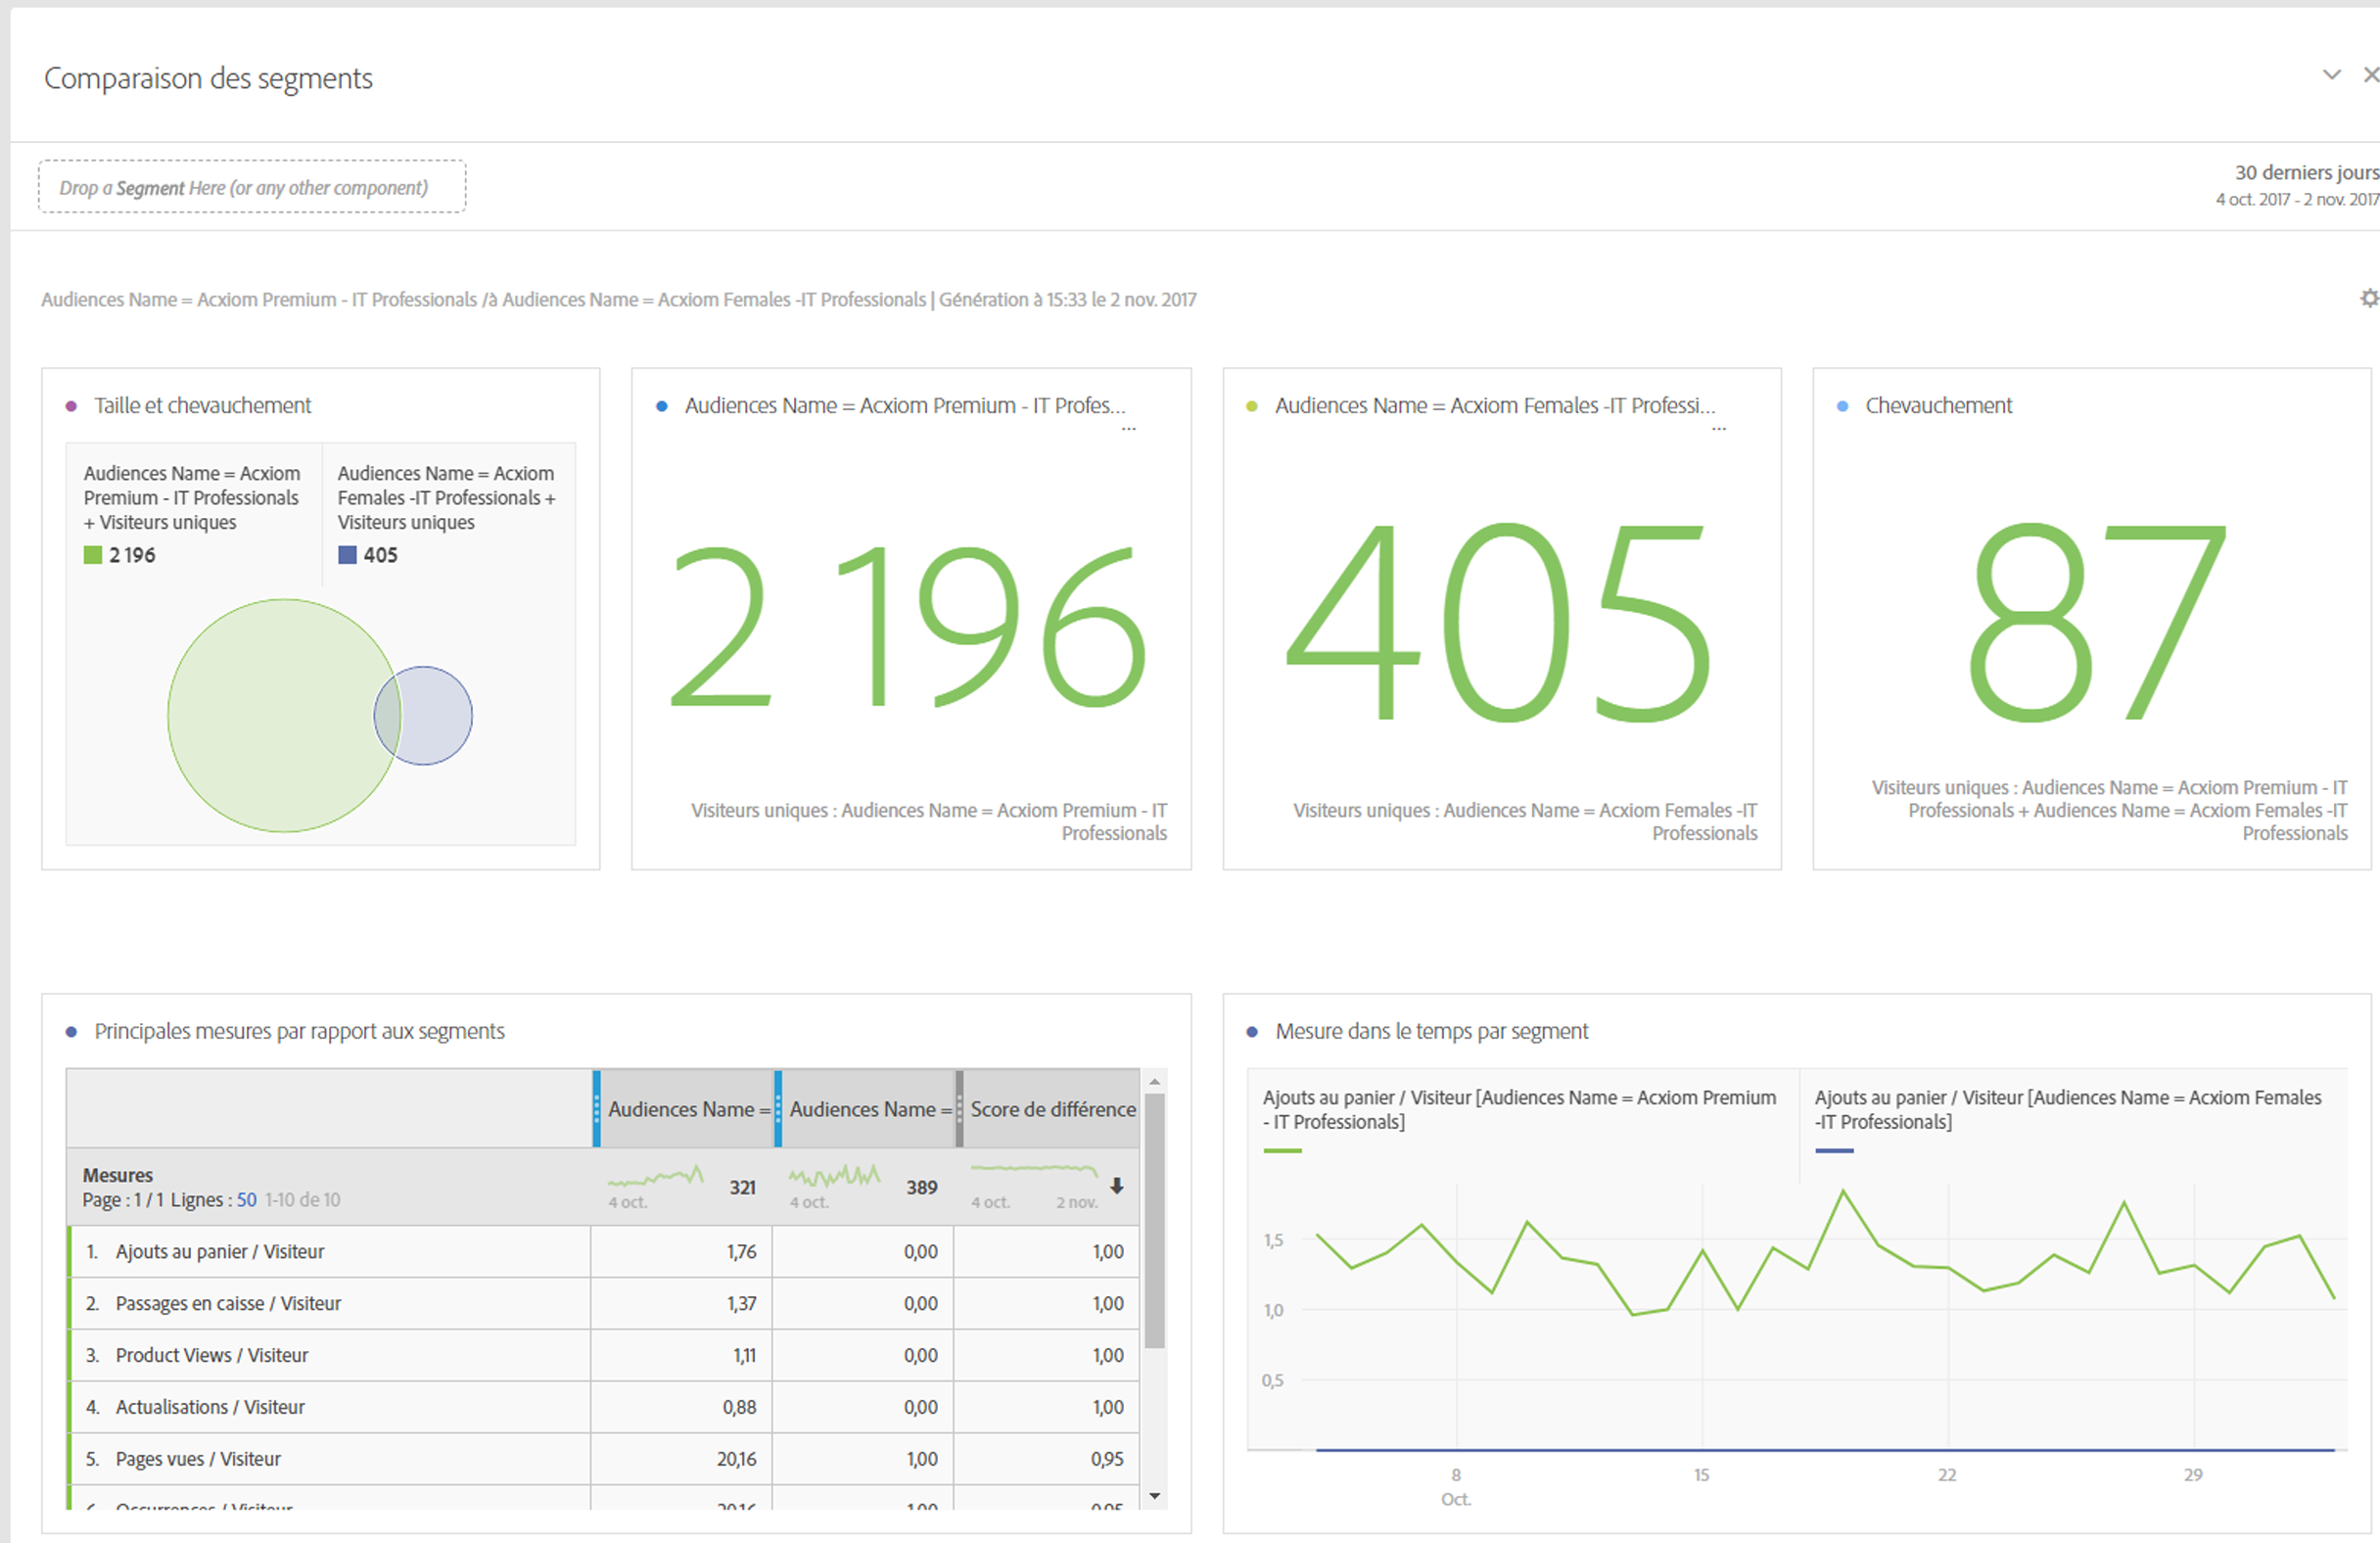 Comparaison des segments
Drop a Segment Here (or any other component)
30 derniers jours
4 oct. 2017 - 2 nov. 2017
Audiences Name = Acxiom Premium - IT Professionals /à Audiences Name = Acxiom Females -IT Professionals | Génération à 15:33 le 2 nov. 2017
Taille et chevauchement
Audiences Name = Acxiom
Premium - IT Professionals
+ Visiteurs uniques
2 196
Audiences Name = Acxiom
Females -IT Professionals +
Visiteurs uniques
405
Audiences Name = Acxiom Premium - IT Profes...
...
2 196
Visiteurs uniques : Audiences Name = Acxiom Premium - IT
Professionals
Audiences Name = Acxiom Females -IT Professi...
...
405
Visiteurs uniques : Audiences Name = Acxiom Females -IT
Professionals
Chevauchement
87
Visiteurs uniques : Audiences Name = Acxiom Premium - IT
Professionals + Audiences Name = Acxiom Females -IT
Professionals
Principales mesures par rapport aux segments
Audiences Name = Audiences Name = Score de différence
Mesures
Page : 1 / 1 Lignes : 50 1-10 de 10
4 oct. 321 4 oct. 389 4 oct. 2 nov.
1. Ajouts au panier / Visiteur 1,76 0,00 1,00
2. Passages en caisse / Visiteur 1,37 0,00 1,00
3. Product Views / Visiteur 1,11 0,00 1,00
4. Actualisations / Visiteur 0,88 0,00 1,00
5. Pages vues / Visiteur 20,16 1,00 0,95
6. Occurrences / Visiteur 20,16 1,00 0,95
Mesure dans le temps par segment
Ajouts au panier / Visiteur [Audiences Name = Acxiom Premium
- IT Professionals]
Ajouts au panier / Visiteur [Audiences Name = Acxiom Females
-IT Professionals]
1,5
1,0
0,5
8 15 22 29
Oct.